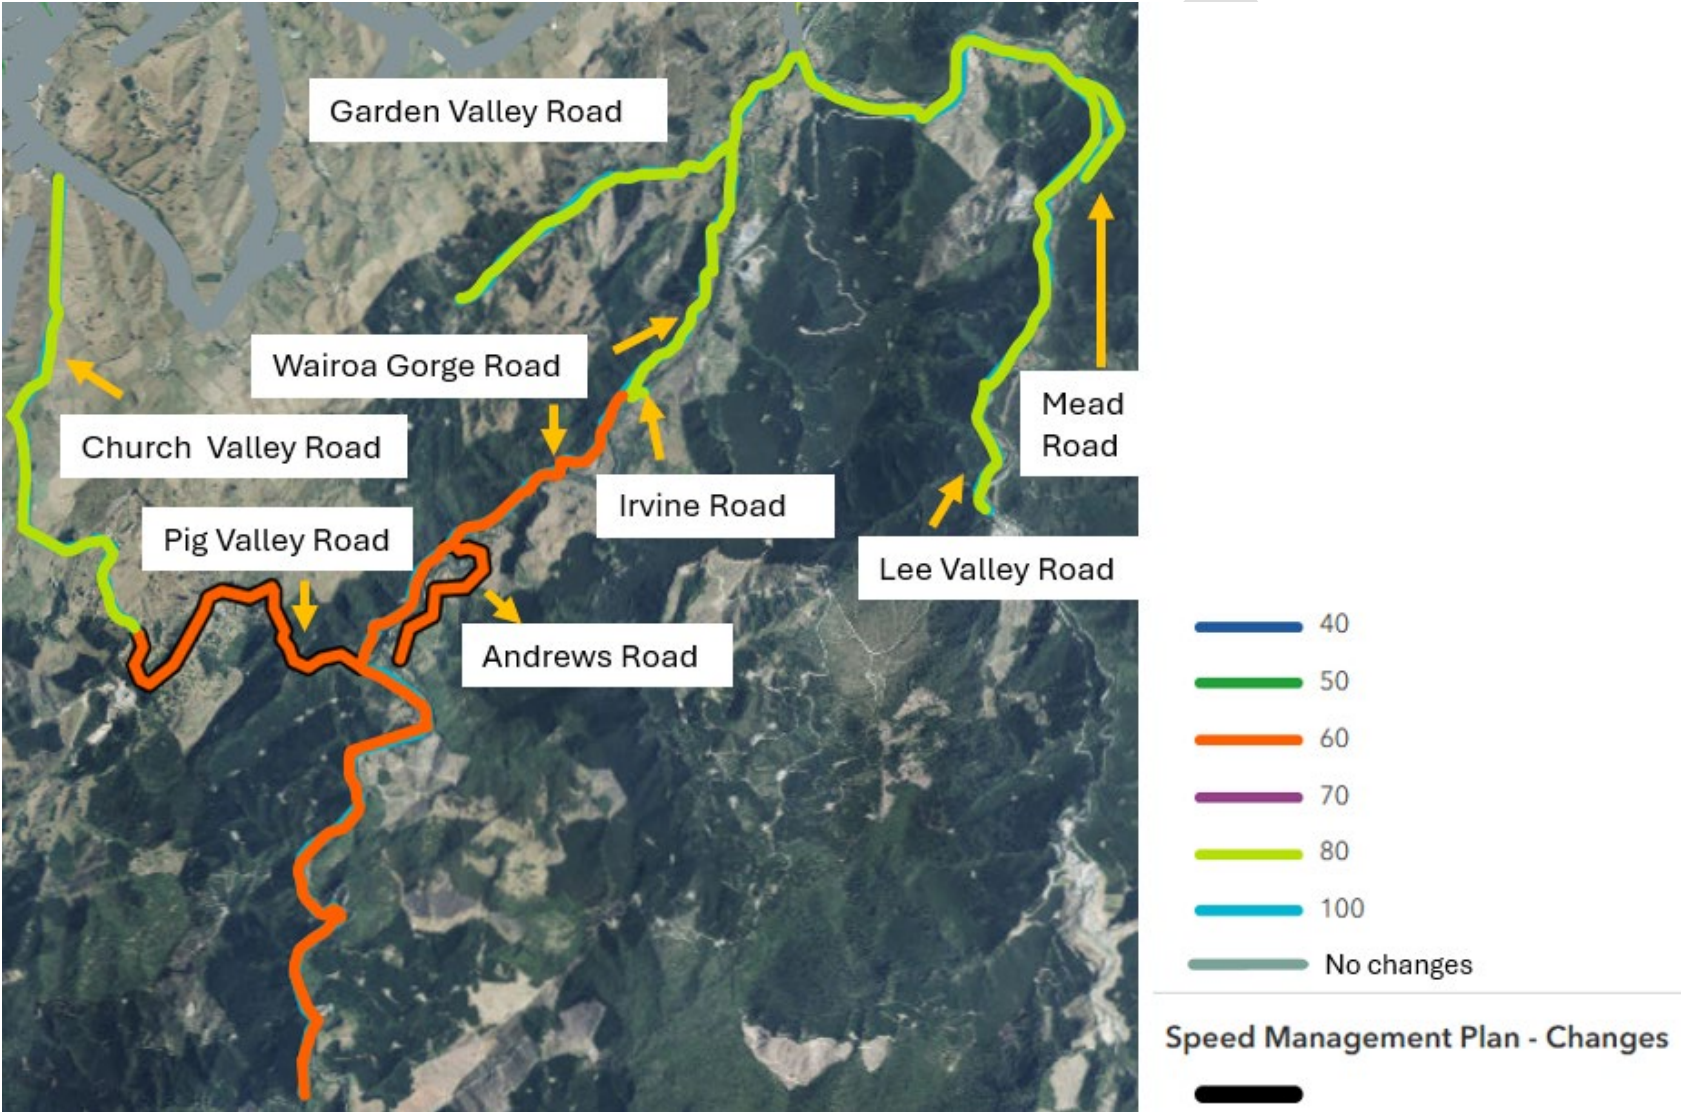 Garden Valley Road
Wairoa Gorge Road
Church Valley Road
Mead
Road
Irvine Road
Pig Valley Road
Lee Valley Road
Andrews Road
40
50
60
70
80
100
No changes
Speed Management Plan - Changes